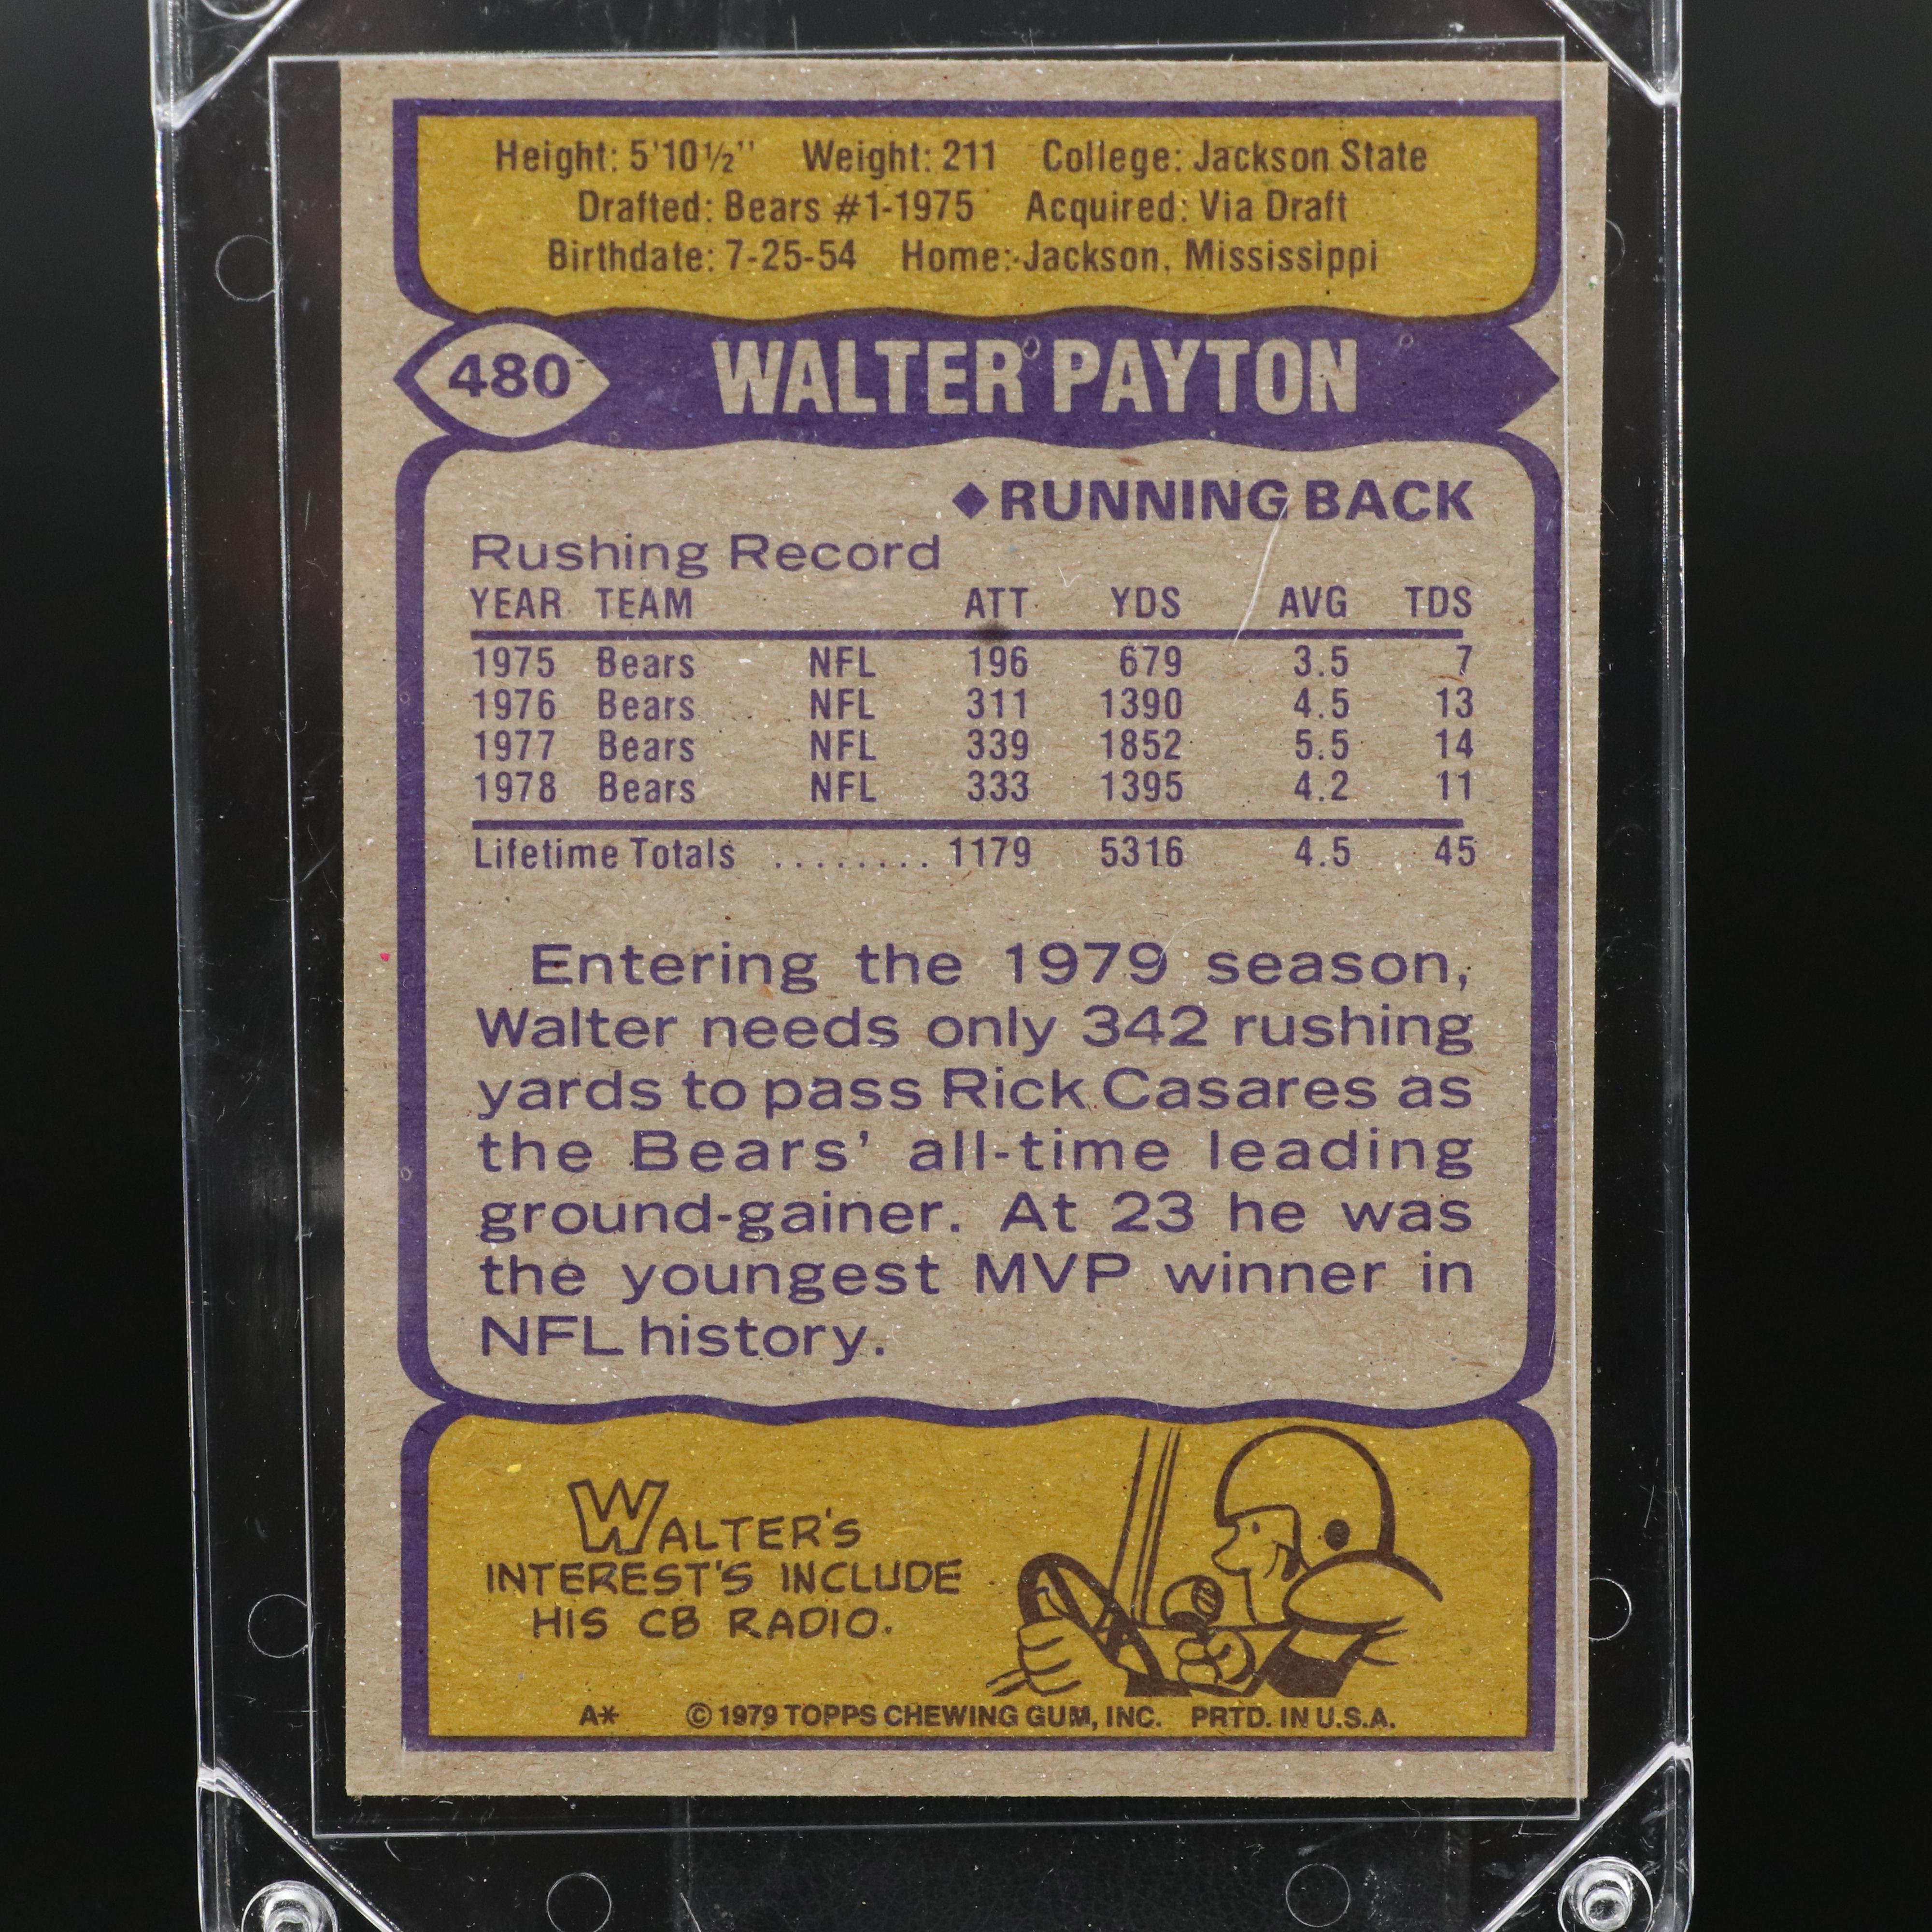 Height: 5'10½" Weight: 211 College: Jackson State
Drafted: Bears #1-1975 Acquired: Via Draft
Birthdate: 7-25-54 Home: Jackson, Mississippi
480 WALTER PAYTON
◆RUNNING BACK
Rushing Record
YEAR TEAM ATT YDS AVG TDS
1975 Bears NFL 196 679 3.5 7
1976 Bears NFL 311 1390 4.5 13
1977 Bears NFL 339 1852 5.5 14
1978 Bears NFL 333 1395 4.2 11
Lifetime Totals ........ 1179 5316 4.5 45
Entering the 1979 season,
Walter needs only 342 rushing
yards to pass Rick Casares as
the Bears' all-time leading
ground-gainer. At 23 he was
the youngest MVP winner in
NFL history.
WALTER'S
INTEREST'S INCLUDE
HIS CB RADIO.
A* © 1979 TOPPS CHEWING GUM, INC. PRTD. IN U.S.A.